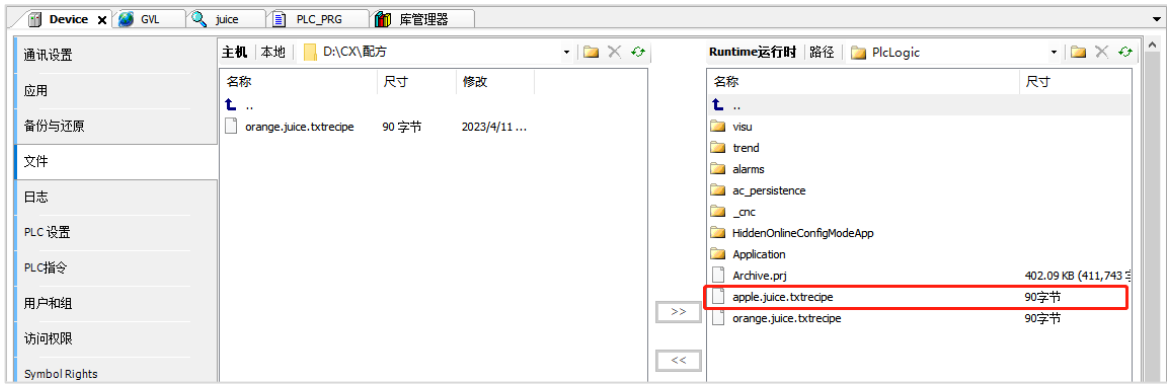 Device GVL juice PLC_PRG 库管理器
通讯设置
应用
备份与还原
文件
日志
PLC 设置
PLC指令
用户和组
访问权限
Symbol Rights
主机 本地 D:\CX\配方
名称 尺寸 修改
..
orange.juice.txtrecipe 90 字节 2023/4/11 ...
>>
<<
Runtime运行时 路径 PlcLogic
名称 尺寸
..
visu
trend
alarms
ac_persistence
_cnc
HiddenOnlineConfigModeApp
Application
Archive.prj 402.09 KB (411,743
apple.juice.txtrecipe 90字节
orange.juice.txtrecipe 90字节